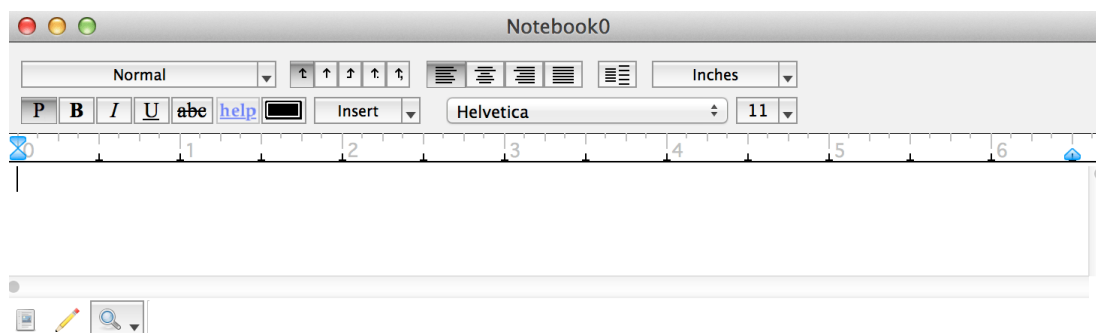 Notebook0
Normal Inches
P B I U abc help Insert Helvetica 11
0 1 2 3 4 5 6